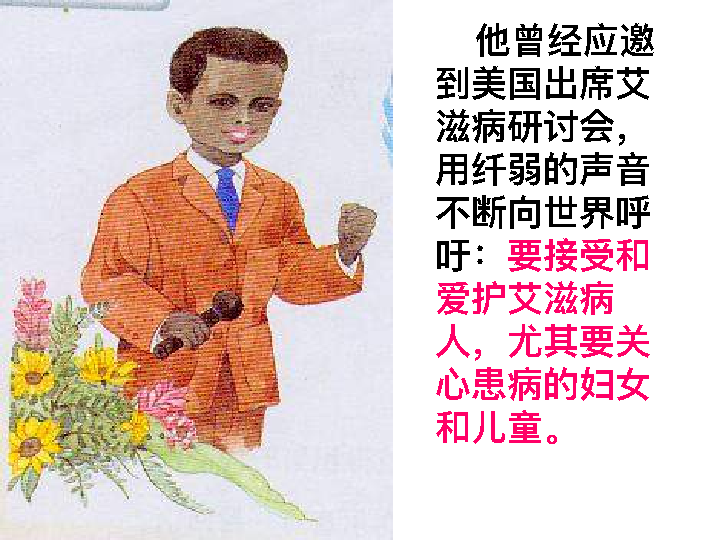 他曾经应邀
到美国出席艾
滋病研讨会，
用纤弱的声音
不断向世界呼
吁：要接受和
爱护艾滋病
人，尤其要关
心患病的妇女
和儿童。